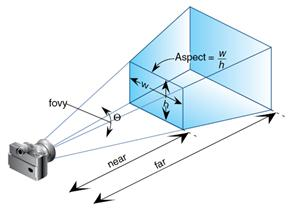 Aspect = w/h
w
h
fovy
Θ
near
far